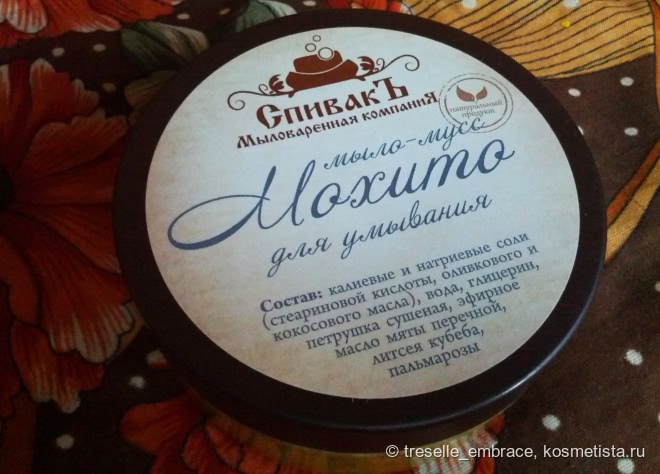 СпивакЪ
Мыловаренная компаниЯ
натуральный
продукт
мыло-мусс
Мохито
для умывания
Состав: калиевые и натриевые соли
(стеариновой кислоты, оливкового и
кокосового масла), вода, глицерин,
петрушка сушеная, эфирное
масло мяты перечной,
литсея кубеба,
пальмарозы
© treselle_embrace, kosmetista.ru